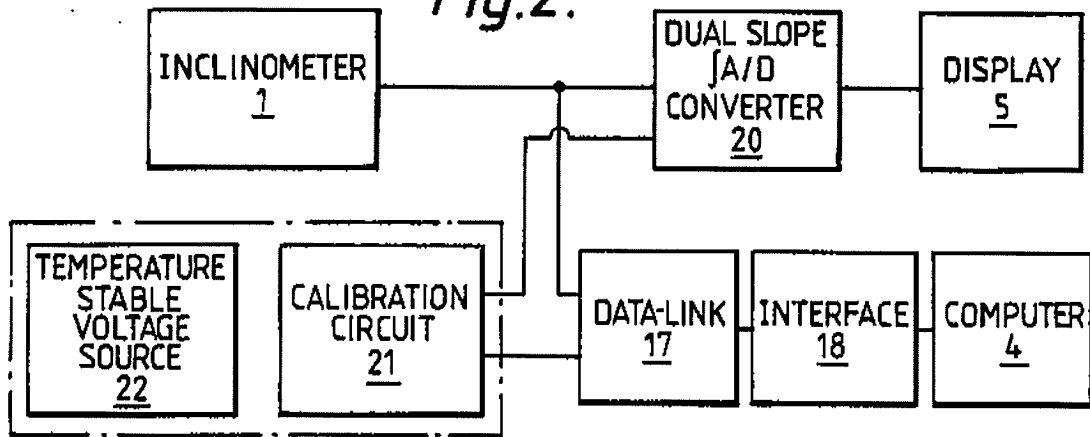 Fig.2.
INCLINOMETER
1
DUAL SLOPE
∫A/D
CONVERTER
20
DISPLAY
5
TEMPERATURE
STABLE
VOLTAGE
SOURCE
22
CALIBRATION
CIRCUIT
21
DATA-LINK
17
INTERFACE
18
COMPUTER
4